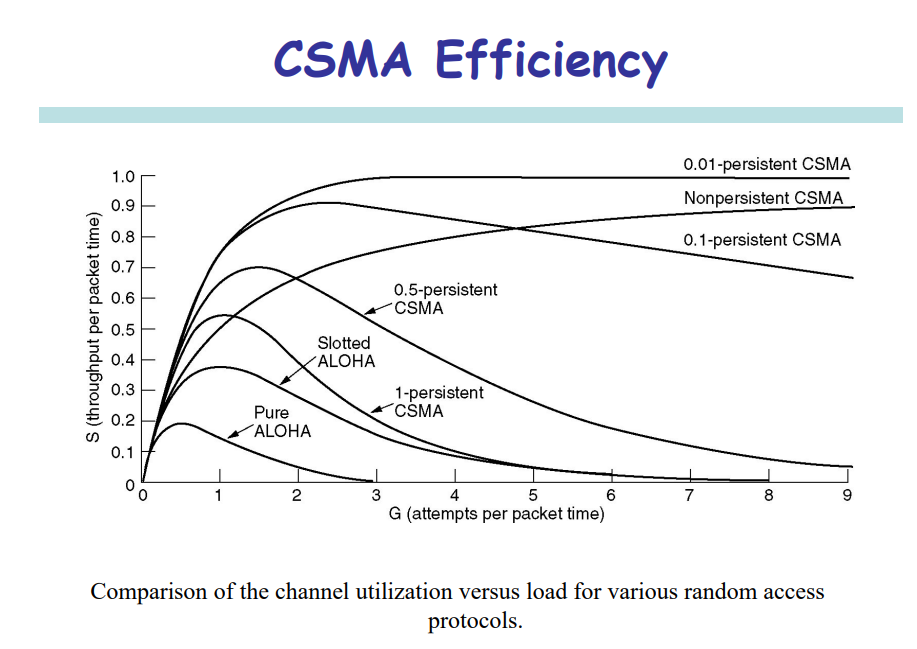 CSMA Efficiency
0.01-persistent CSMA
Nonpersistent CSMA
0.1-persistent CSMA
0.5-persistent
CSMA
Slotted
ALOHA
1-persistent
CSMA
Pure
ALOHA
S (throughput per packet time)
1.0
0.9
0.8
0.7
0.6
0.5
0.4
0.3
0.2
0.1
0
0 1 2 3 4 5 6 7 8 9
G (attempts per packet time)
Comparison of the channel utilization versus load for various random access
protocols.